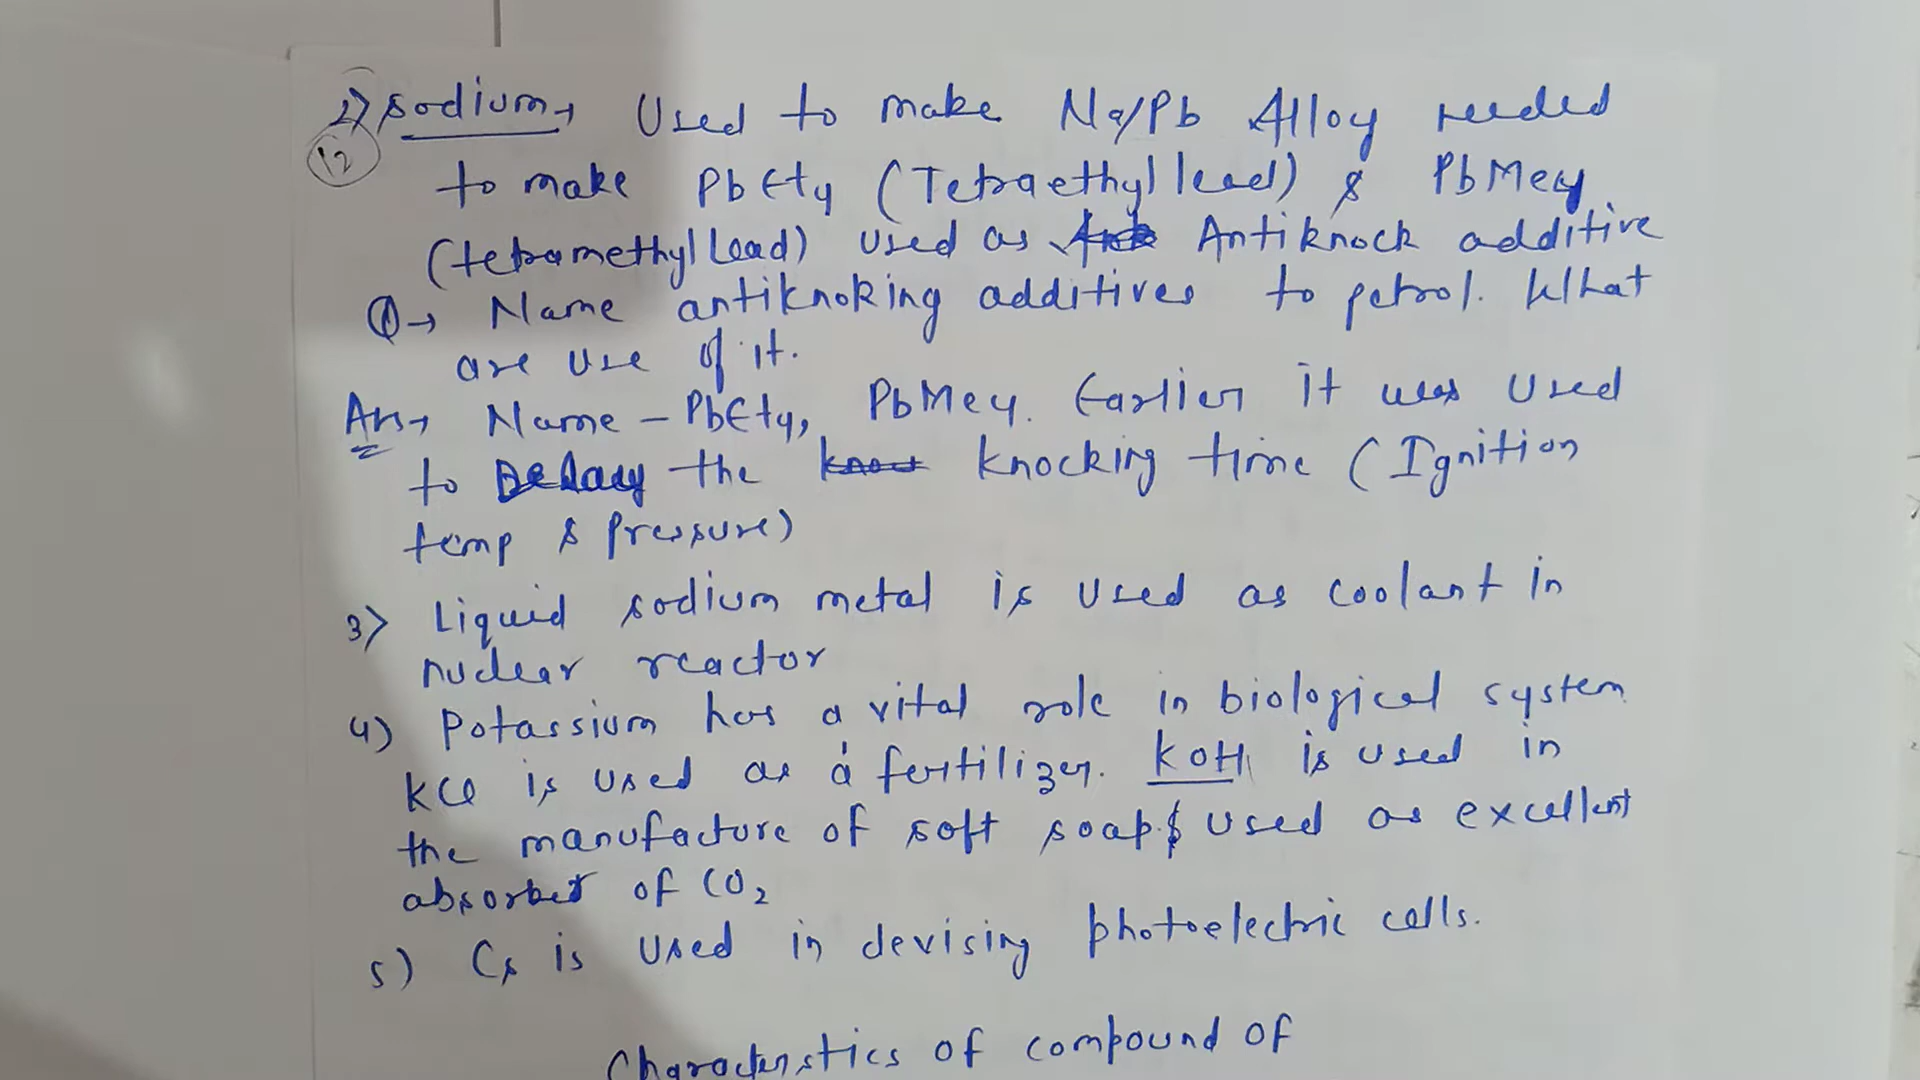 2) Sodium → Used to make Na/Pb Alloy needed
(12)
to make PbEt4 (Tetraethyl lead) & PbMe4
(tetramethyl lead) used as Antiknock additive
Q → Name antiknoking additives to petrol. What
are use of it.
Ans → Name - PbEt4, PbMe4. Earlier it was used
to Delay the knocking time (Ignition
temp & Pressure)
3) Liquid sodium metal is used as coolant in
nuclear reactor
4) Potassium has a vital role in biological system
KCl is used as a fertilizer. KOH is used in
the manufacture of soft soap & used as excellent
absorber of CO2
5) Cs is used in devising photoelectric cells.
Characterstics of compound of